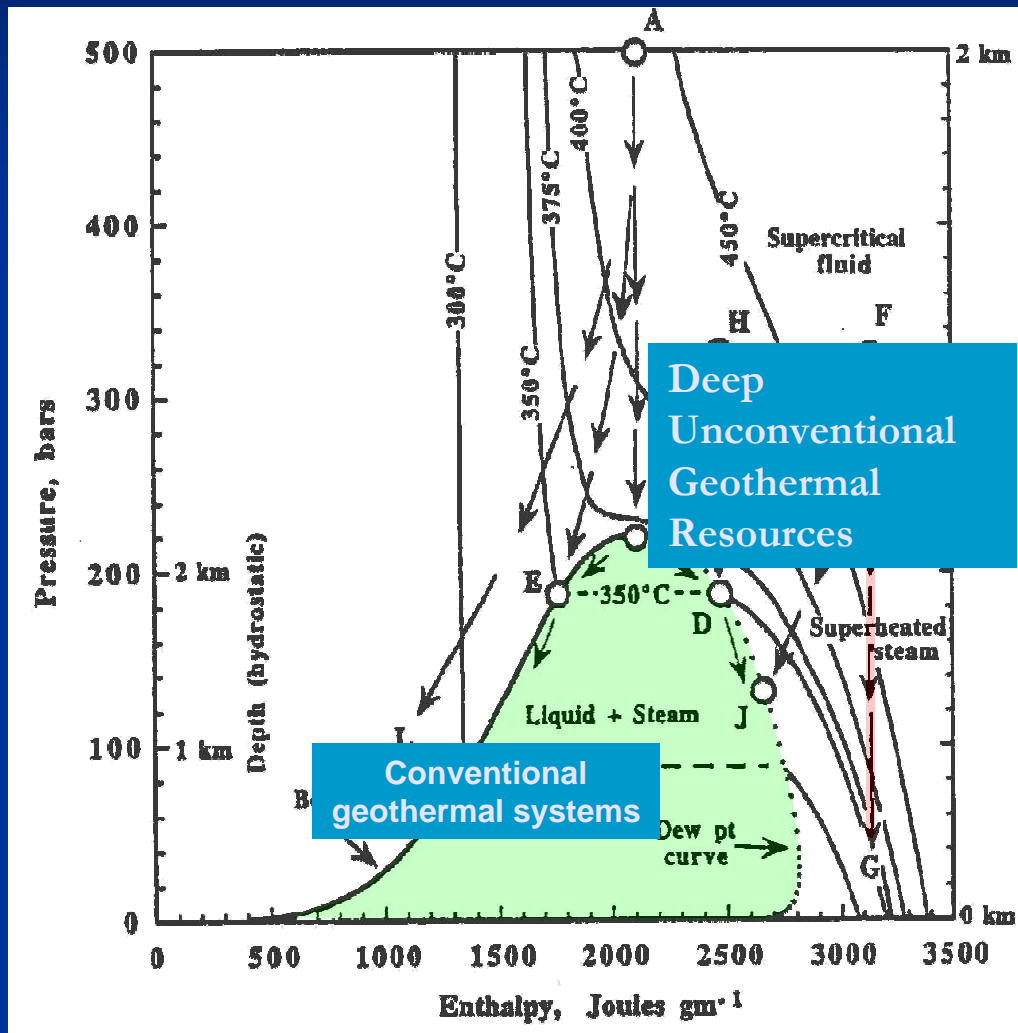 A
500
2 km
400°C
375°C
450°C
Supercritical
fluid
400
300°C
H
F
350°C
Deep
Unconventional
Geothermal
Resources
300
Pressure, bars
Depth (hydrostatic)
200
2 km
E
350°C
D
Superheated
steam
J
Liquid + Steam
100
1 km
Conventional
geothermal systems
Dew pt
curve
G
0
0 km
0 500 1000 1500 2000 2500 3000 3500
Enthalpy, Joules gm-1